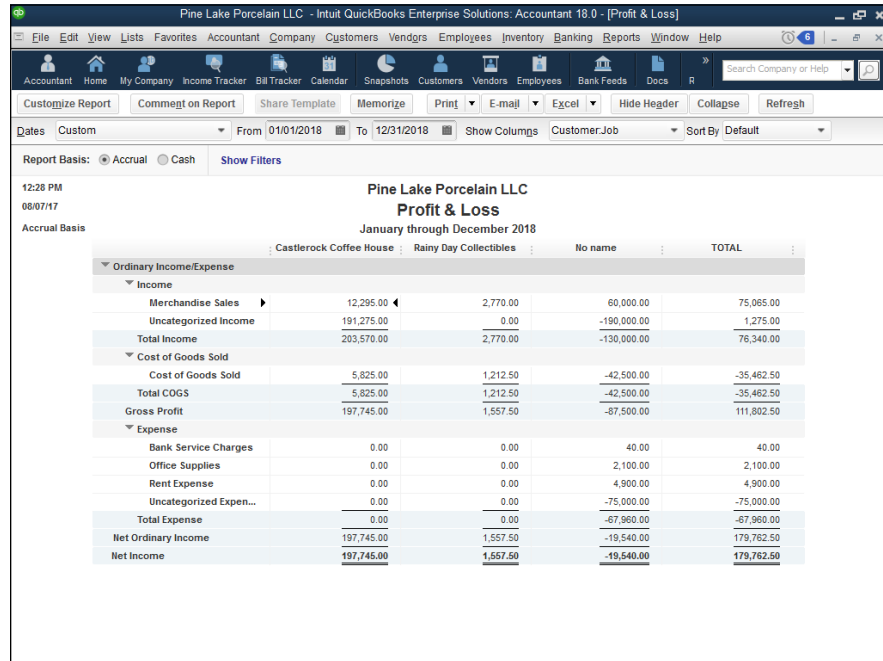 Pine Lake Porcelain LLC - Intuit QuickBooks Enterprise Solutions: Accountant 18.0 - [Profit & Loss]
File Edit View Lists Favorites Accountant Company Customers Vendors Employees Inventory Banking Reports Window Help 6
Accountant Home My Company Income Tracker Bill Tracker Calendar Snapshots Customers Vendors Employees Bank Feeds Docs R » Search Company or Help
Customize Report Comment on Report Share Template Memorize Print E-mail Excel Hide Header Collapse Refresh
Dates Custom From 01/01/2018 To 12/31/2018 Show Columns Customer:Job Sort By Default
Report Basis: Accrual Cash Show Filters
12:28 PM Pine Lake Porcelain LLC
08/07/17 Profit & Loss
Accrual Basis January through December 2018
Castlerock Coffee House Rainy Day Collectibles No name TOTAL
Ordinary Income/Expense
Income
Merchandise Sales 12,295.00 2,770.00 60,000.00 75,065.00
Uncategorized Income 191,275.00 0.00 -190,000.00 1,275.00
Total Income 203,570.00 2,770.00 -130,000.00 76,340.00
Cost of Goods Sold
Cost of Goods Sold 5,825.00 1,212.50 -42,500.00 -35,462.50
Total COGS 5,825.00 1,212.50 -42,500.00 -35,462.50
Gross Profit 197,745.00 1,557.50 -87,500.00 111,802.50
Expense
Bank Service Charges 0.00 0.00 40.00 40.00
Office Supplies 0.00 0.00 2,100.00 2,100.00
Rent Expense 0.00 0.00 4,900.00 4,900.00
Uncategorized Expen... 0.00 0.00 -75,000.00 -75,000.00
Total Expense 0.00 0.00 -67,960.00 -67,960.00
Net Ordinary Income 197,745.00 1,557.50 -19,540.00 179,762.50
Net Income 197,745.00 1,557.50 -19,540.00 179,762.50